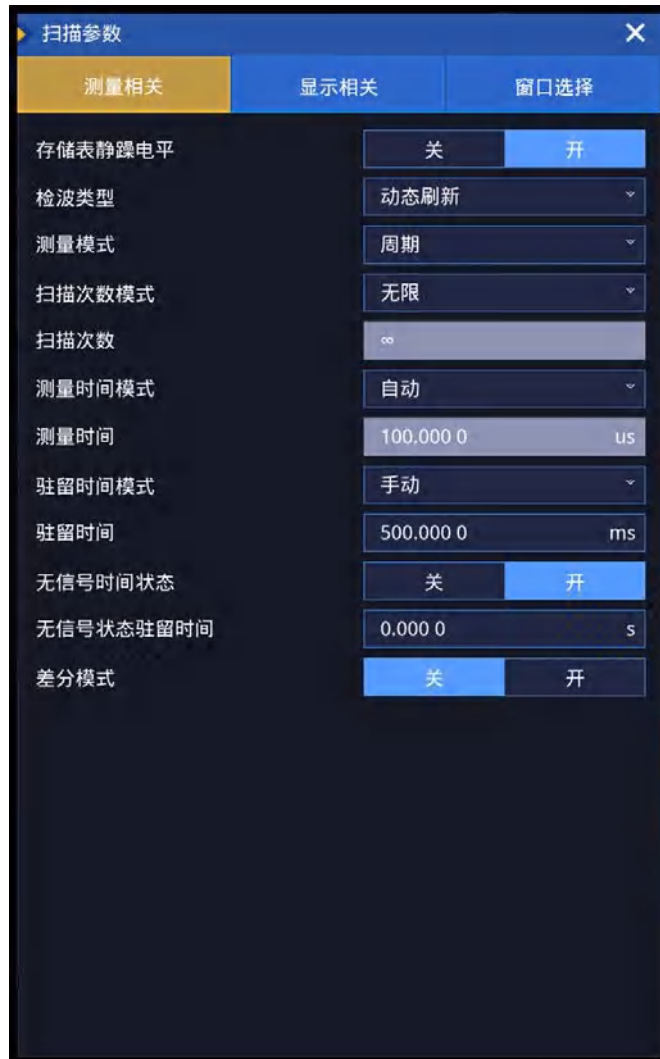 扫描参数 ×
测量相关 显示相关 窗口选择
存储表静躁电平 关 开
检波类型 动态刷新
测量模式 周期
扫描次数模式 无限
扫描次数 ∞
测量时间模式 自动
测量时间 100.000 0 us
驻留时间模式 手动
驻留时间 500.000 0 ms
无信号时间状态 关 开
无信号状态驻留时间 0.000 0 s
差分模式 关 开